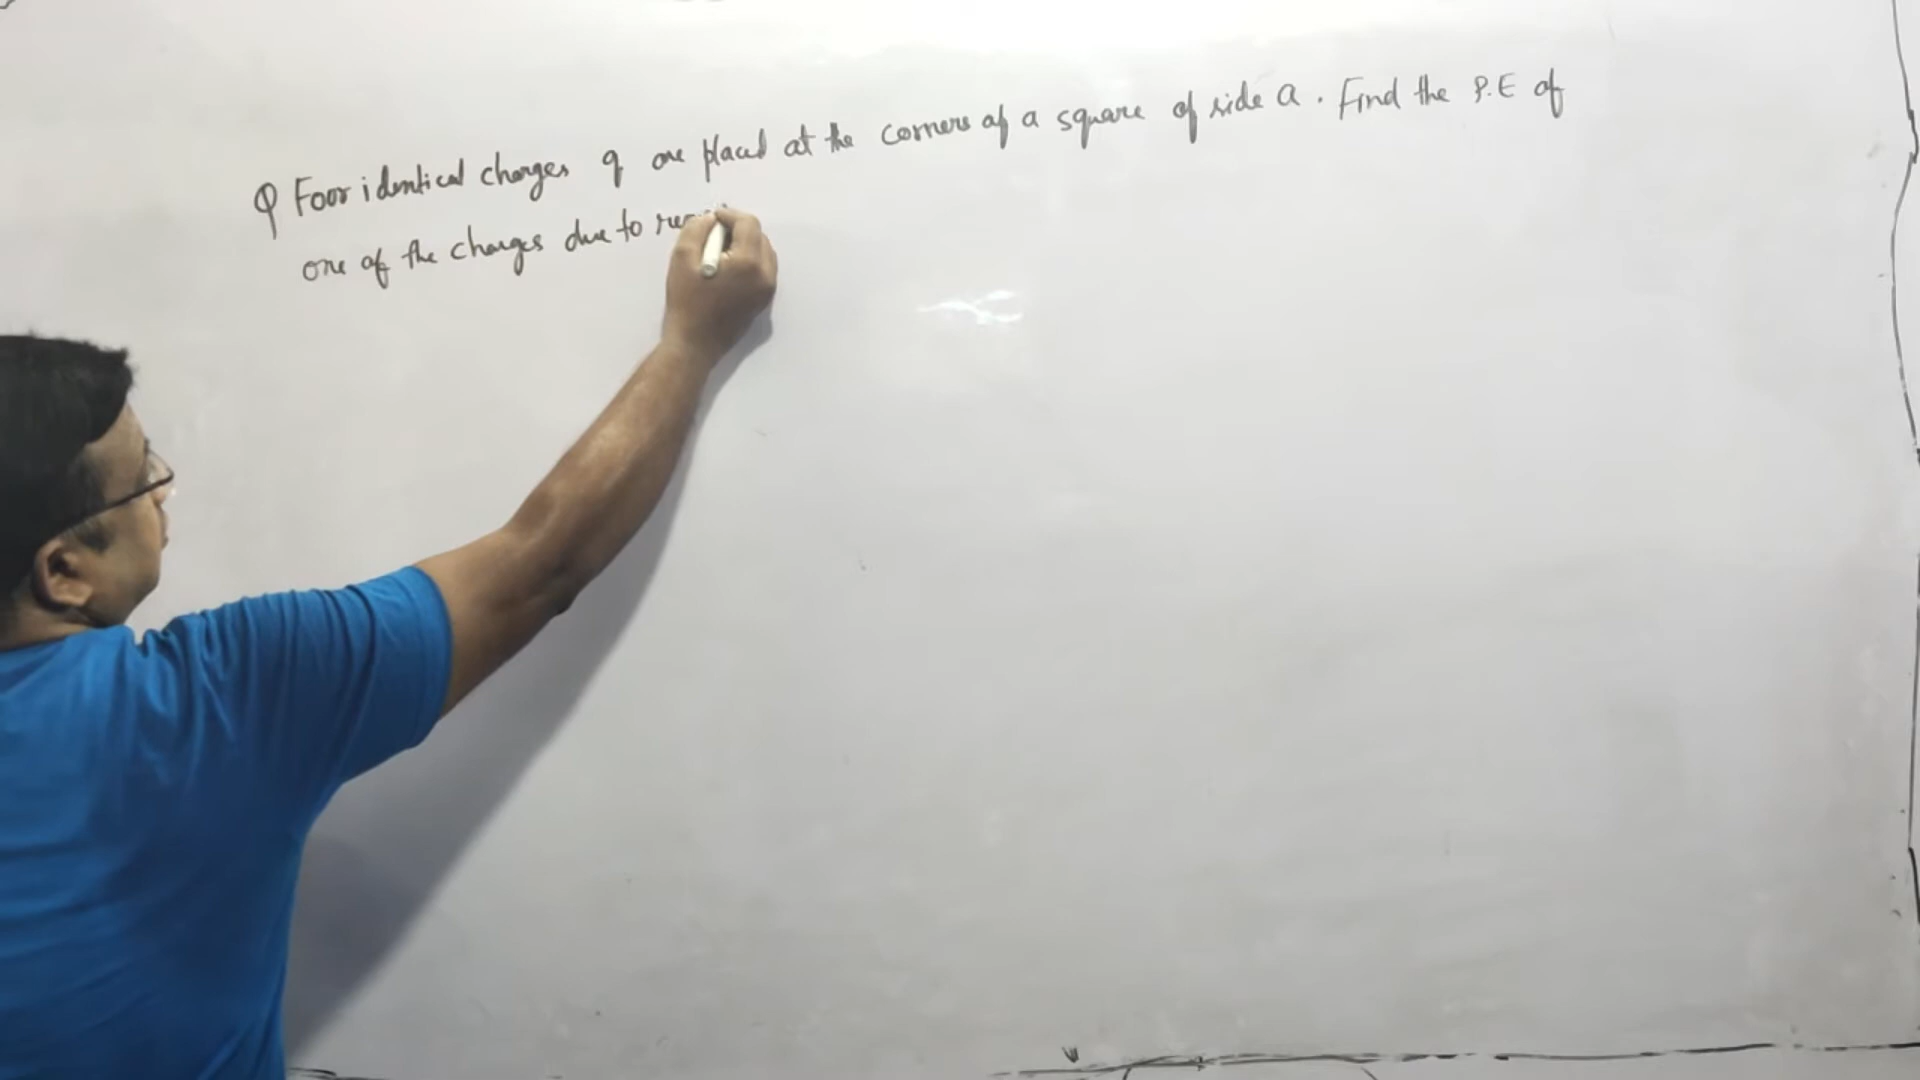 Q Four identical charges q are placed at the corners of a square of side a. Find the P.E of
one of the charges due to